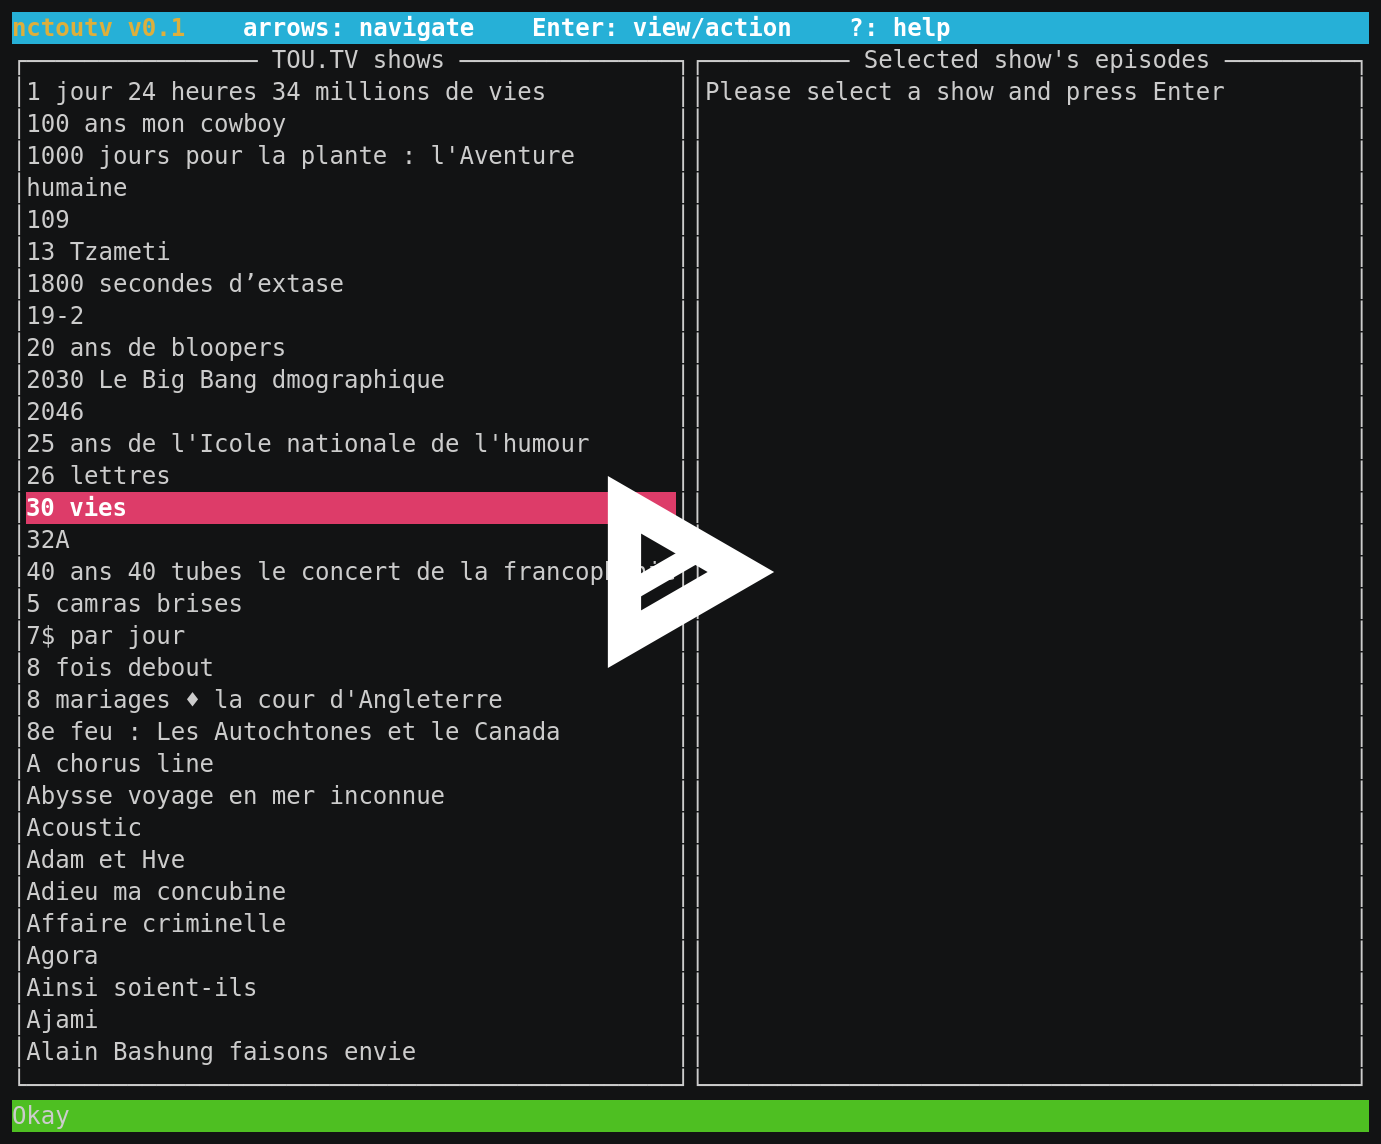 nctoutv v0.1    arrows: navigate    Enter: view/action    ?: help
TOU.TV shows
1 jour 24 heures 34 millions de vies
100 ans mon cowboy
1000 jours pour la plante : l'Aventure
humaine
109
13 Tzameti
1800 secondes d’extase
19-2
20 ans de bloopers
2030 Le Big Bang dmographique
2046
25 ans de l'Icole nationale de l'humour
26 lettres
30 vies
32A
40 ans 40 tubes le concert de la
5 camras brises
7$ par jour
8 fois debout
8 mariages ♦ la cour d'Angleterre
8e feu : Les Autochtones et le Canada
A chorus line
Abysse voyage en mer inconnue
Acoustic
Adam et Hve
Adieu ma concubine
Affaire criminelle
Agora
Ainsi soient-ils
Ajami
Alain Bashung faisons envie
Selected show's episodes
Please select a show and press Enter
Okay